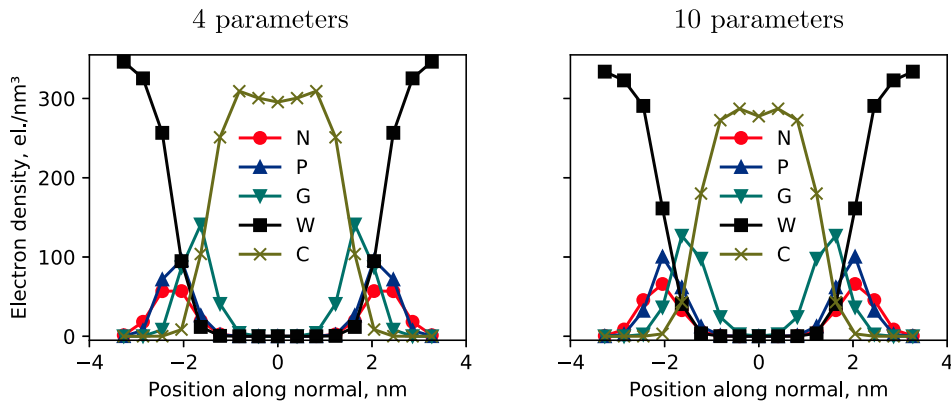 4 parameters
10 parameters
Electron density, el./nm³
300
200
100
0
N
P
G
W
C
−4
−2
0
2
4
Position along normal, nm
N
P
G
W
C
−4
−2
0
2
4
Position along normal, nm